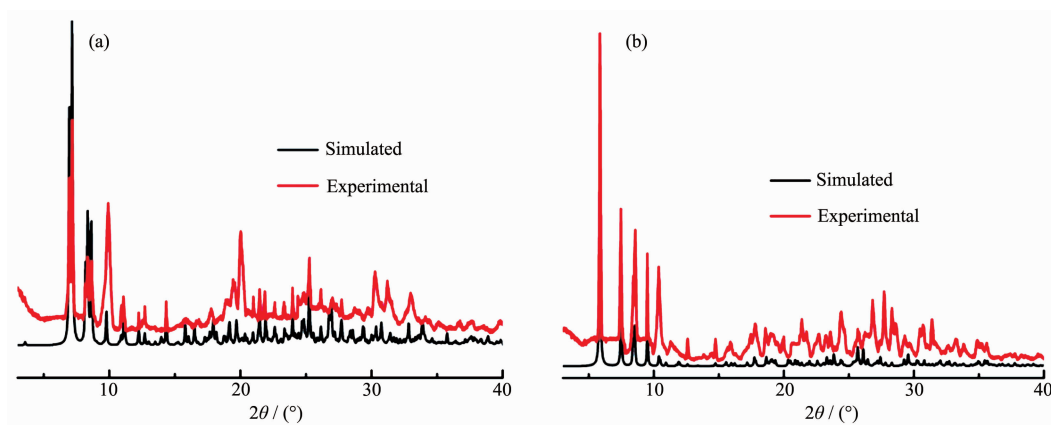 (a)
Simulated
Experimental
10 20 30 40
2θ / (°)
(b)
Simulated
Experimental
10 20 30 40
2θ / (°)